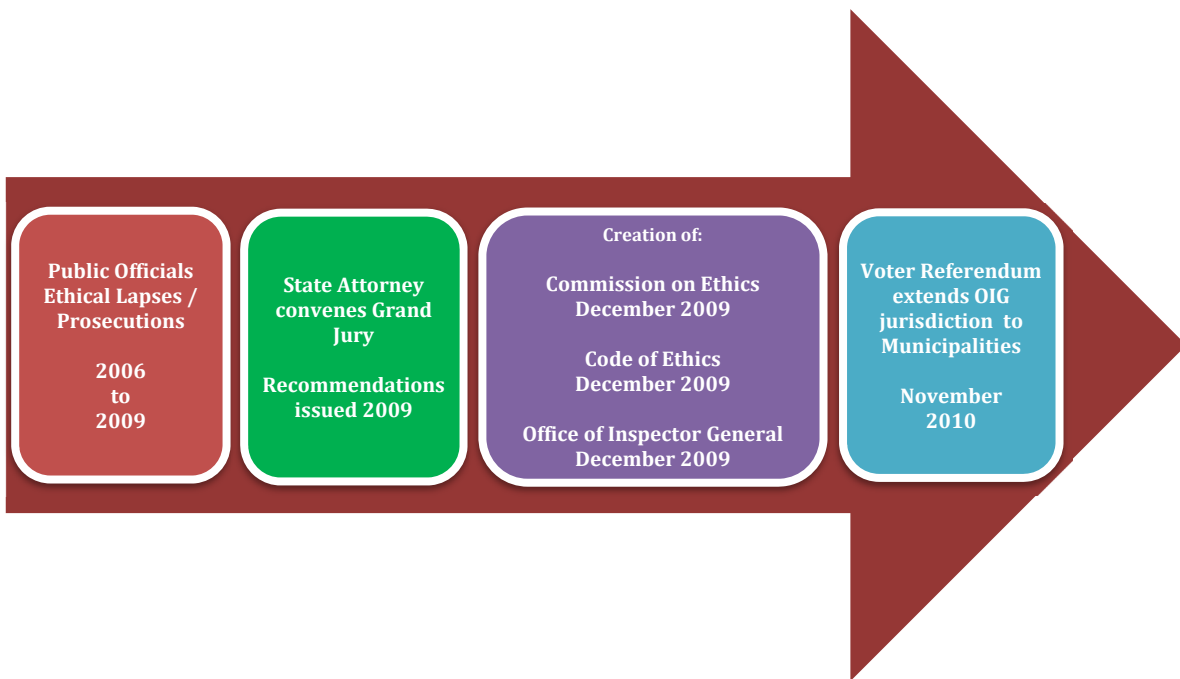 Public Officials
Ethical Lapses /
Prosecutions
2006
to
2009
State Attorney
convenes Grand
Jury
Recommendations
issued 2009
Creation of:
Commission on Ethics
December 2009
Code of Ethics
December 2009
Office of Inspector General
December 2009
Voter Referendum
extends OIG
jurisdiction to
Municipalities
November
2010